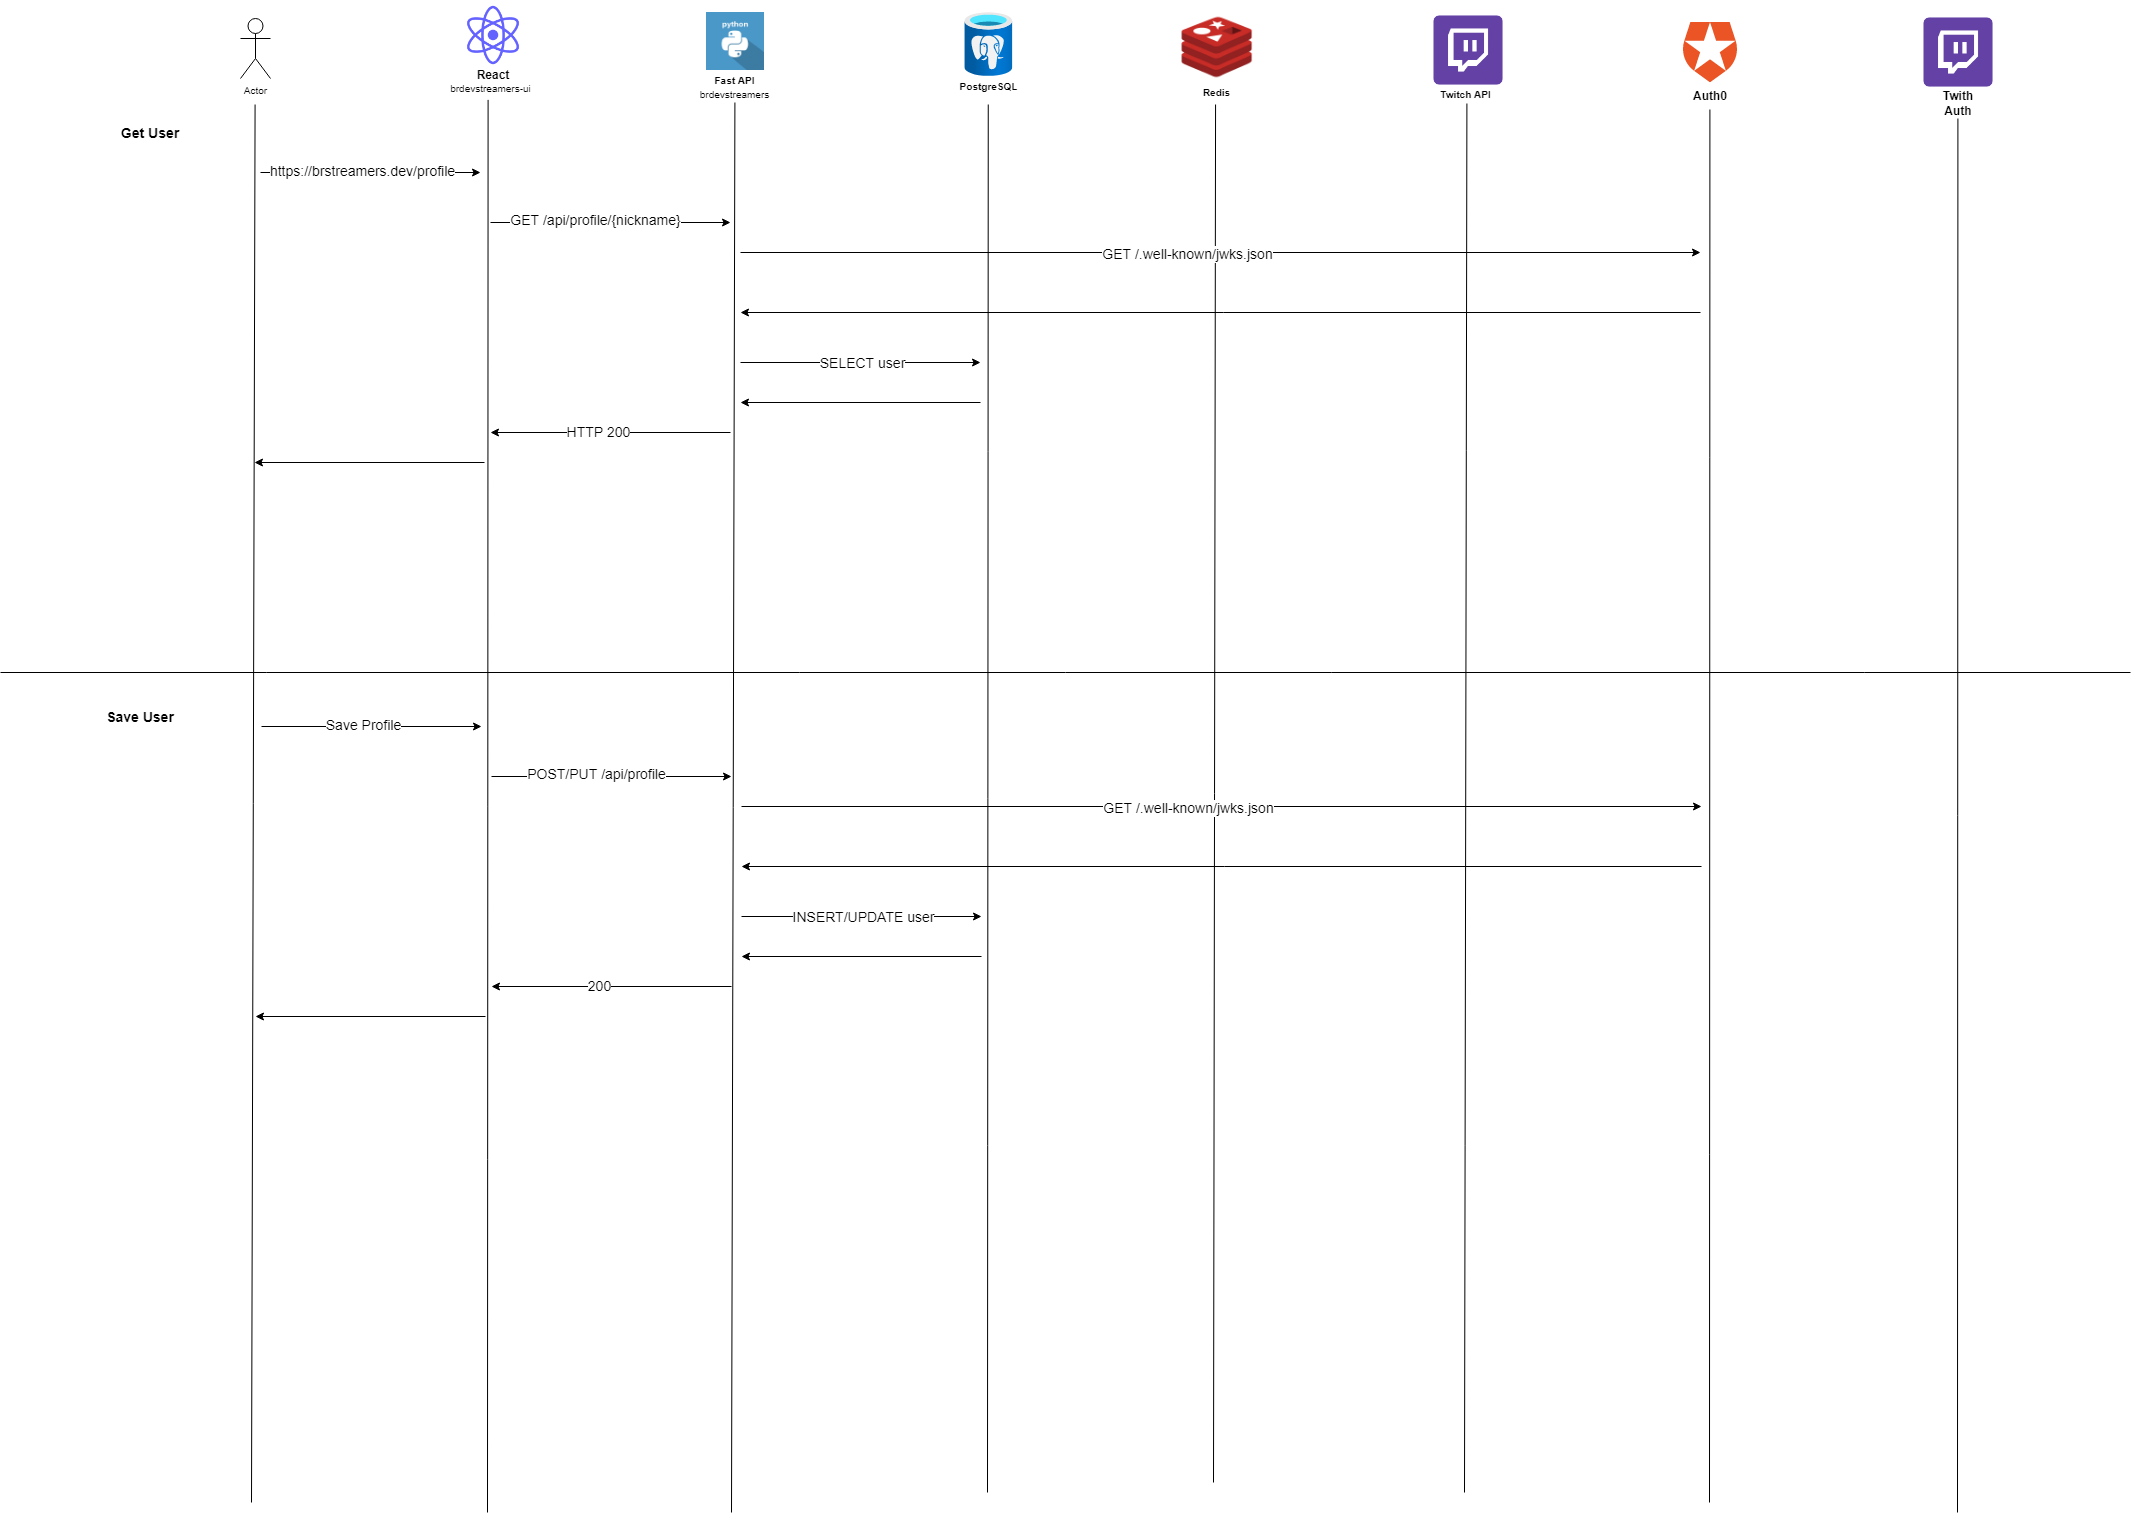 python
Actor
React
brdevstreamers-ui
Fast API
brdevstreamers
PostgreSQL
Redis
Twitch API
Auth0
Twith
Auth
Get User
https://brstreamers.dev/profile
GET /api/profile/{nickname}
GET /.well-known/jwks.json
SELECT user
HTTP 200
Save User
Save Profile
POST/PUT /api/profile
GET /.well-known/jwks.json
INSERT/UPDATE user
200